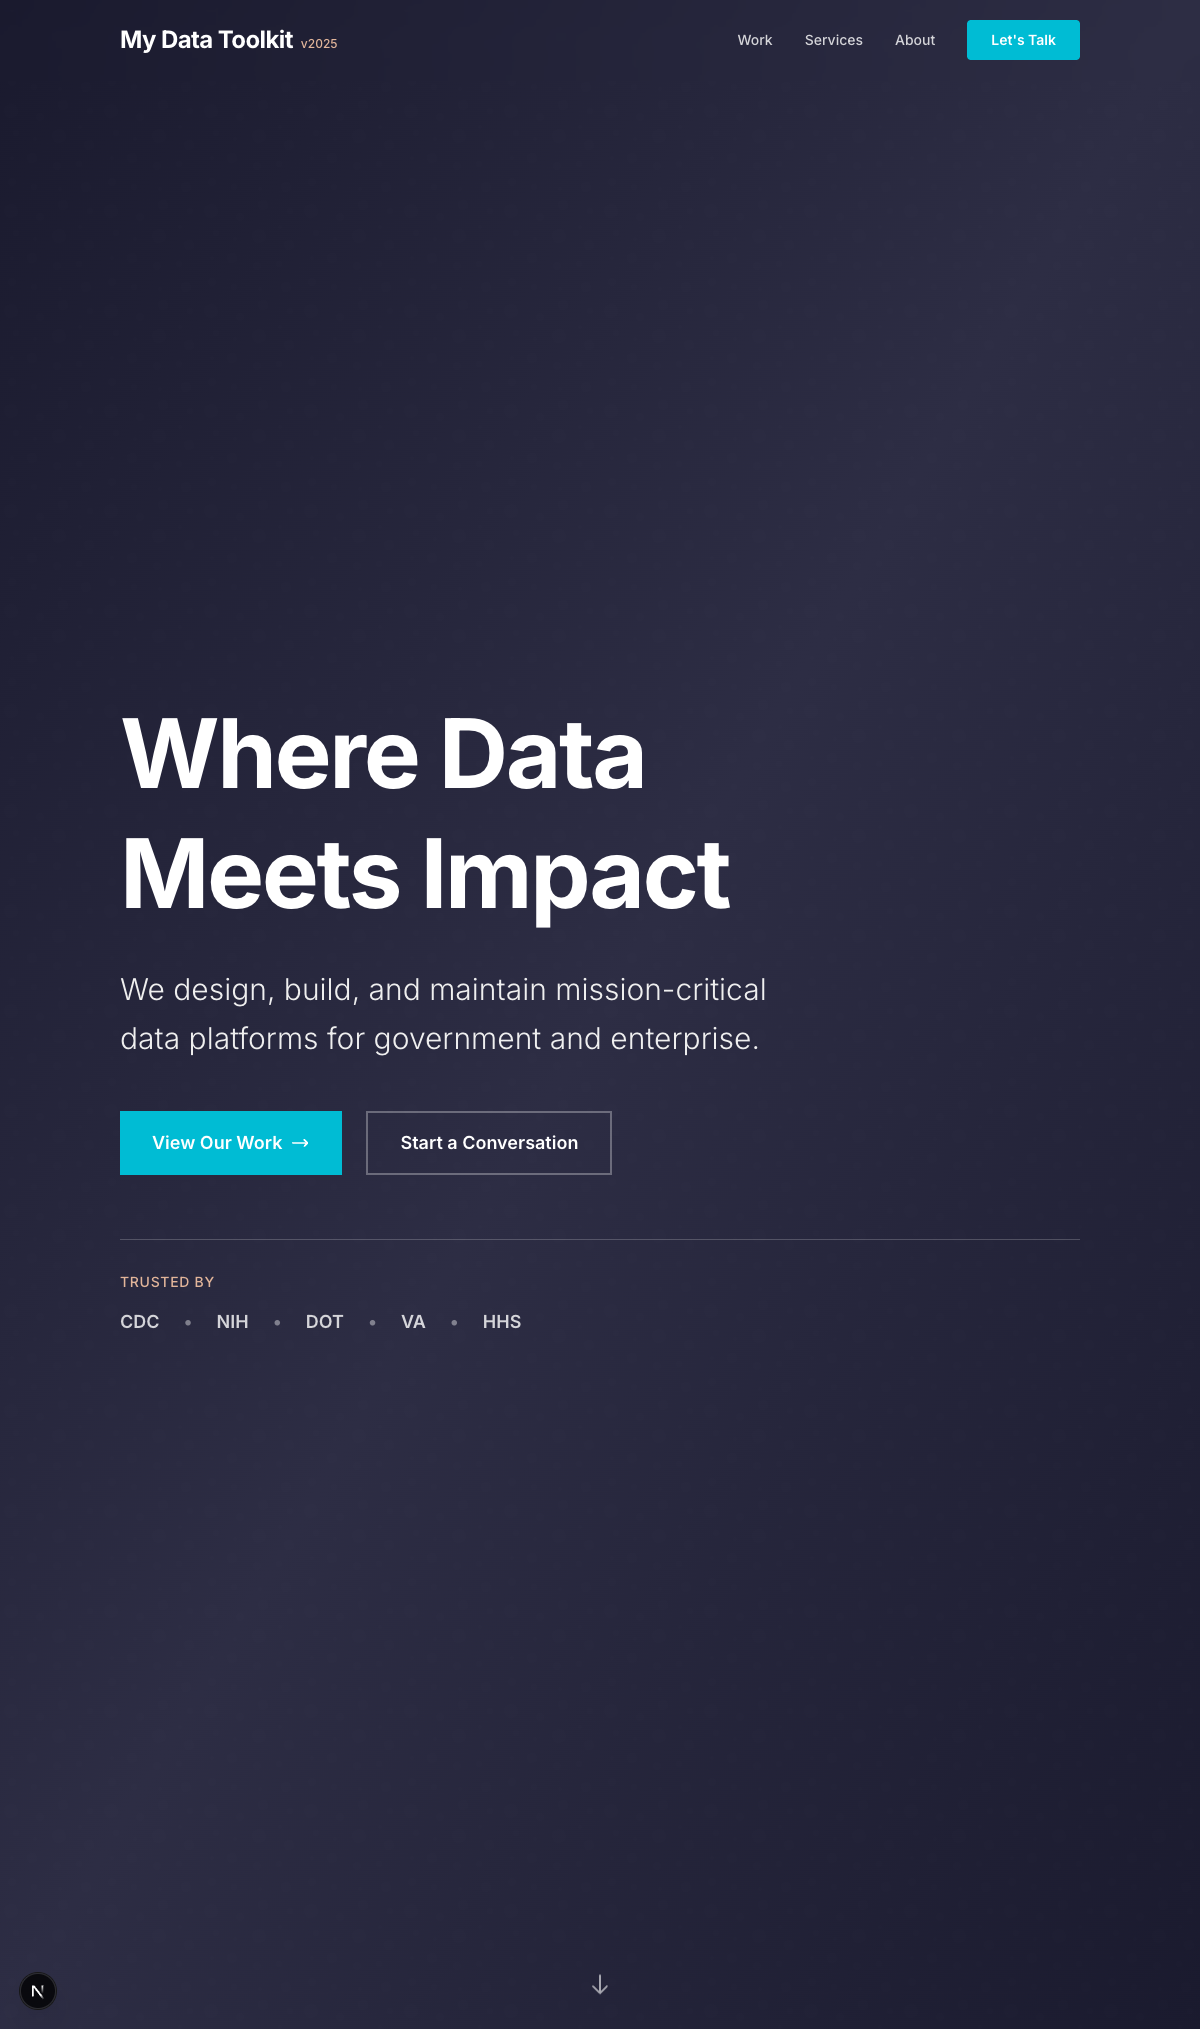 My Data Toolkit v2025
Work Services About Let's Talk
Where Data
Meets Impact
We design, build, and maintain mission-critical
data platforms for government and enterprise.
View Our Work → Start a Conversation
TRUSTED BY
CDC • NIH • DOT • VA • HHS
N